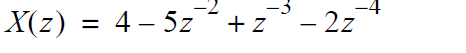 X(z) = 4 – 5z⁻² + z⁻³ – 2z⁻⁴